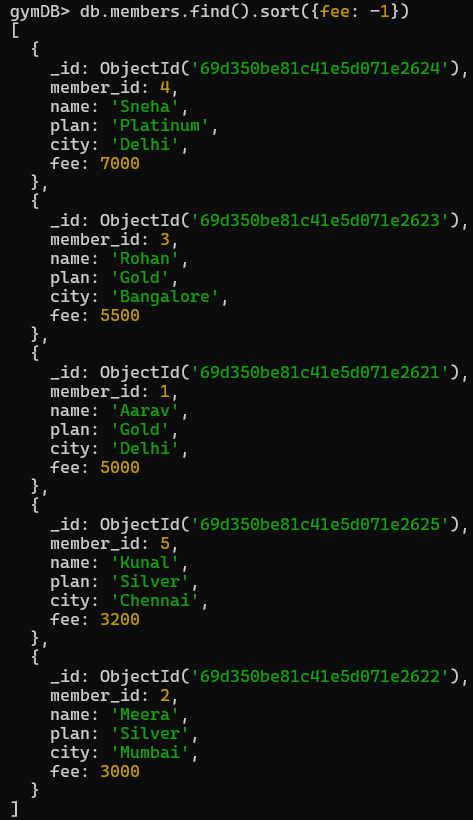 gymDB> db.members.find().sort({fee: -1})
[
  {
    _id: ObjectId('69d350be81c41e5d071e2624'),
    member_id: 4,
    name: 'Sneha',
    plan: 'Platinum',
    city: 'Delhi',
    fee: 7000
  },
  {
    _id: ObjectId('69d350be81c41e5d071e2623'),
    member_id: 3,
    name: 'Rohan',
    plan: 'Gold',
    city: 'Bangalore',
    fee: 5500
  },
  {
    _id: ObjectId('69d350be81c41e5d071e2621'),
    member_id: 1,
    name: 'Aarav',
    plan: 'Gold',
    city: 'Delhi',
    fee: 5000
  },
  {
    _id: ObjectId('69d350be81c41e5d071e2625'),
    member_id: 5,
    name: 'Kunal',
    plan: 'Silver',
    city: 'Chennai',
    fee: 3200
  },
  {
    _id: ObjectId('69d350be81c41e5d071e2622'),
    member_id: 2,
    name: 'Meera',
    plan: 'Silver',
    city: 'Mumbai',
    fee: 3000
  }
]